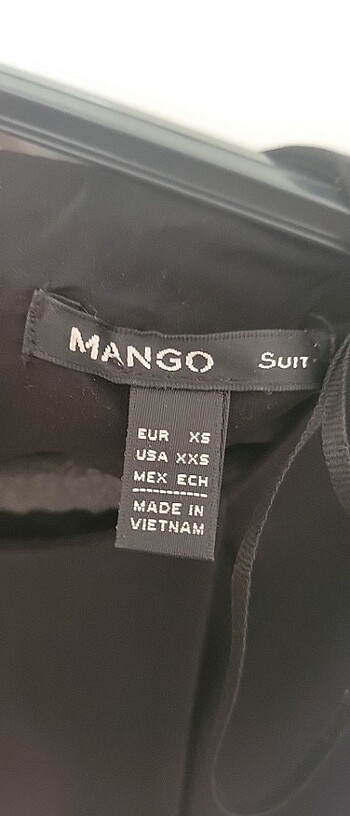 MANGO SUIT
EUR XS
USA XXS
MEX ECH
MADE IN
VIETNAM